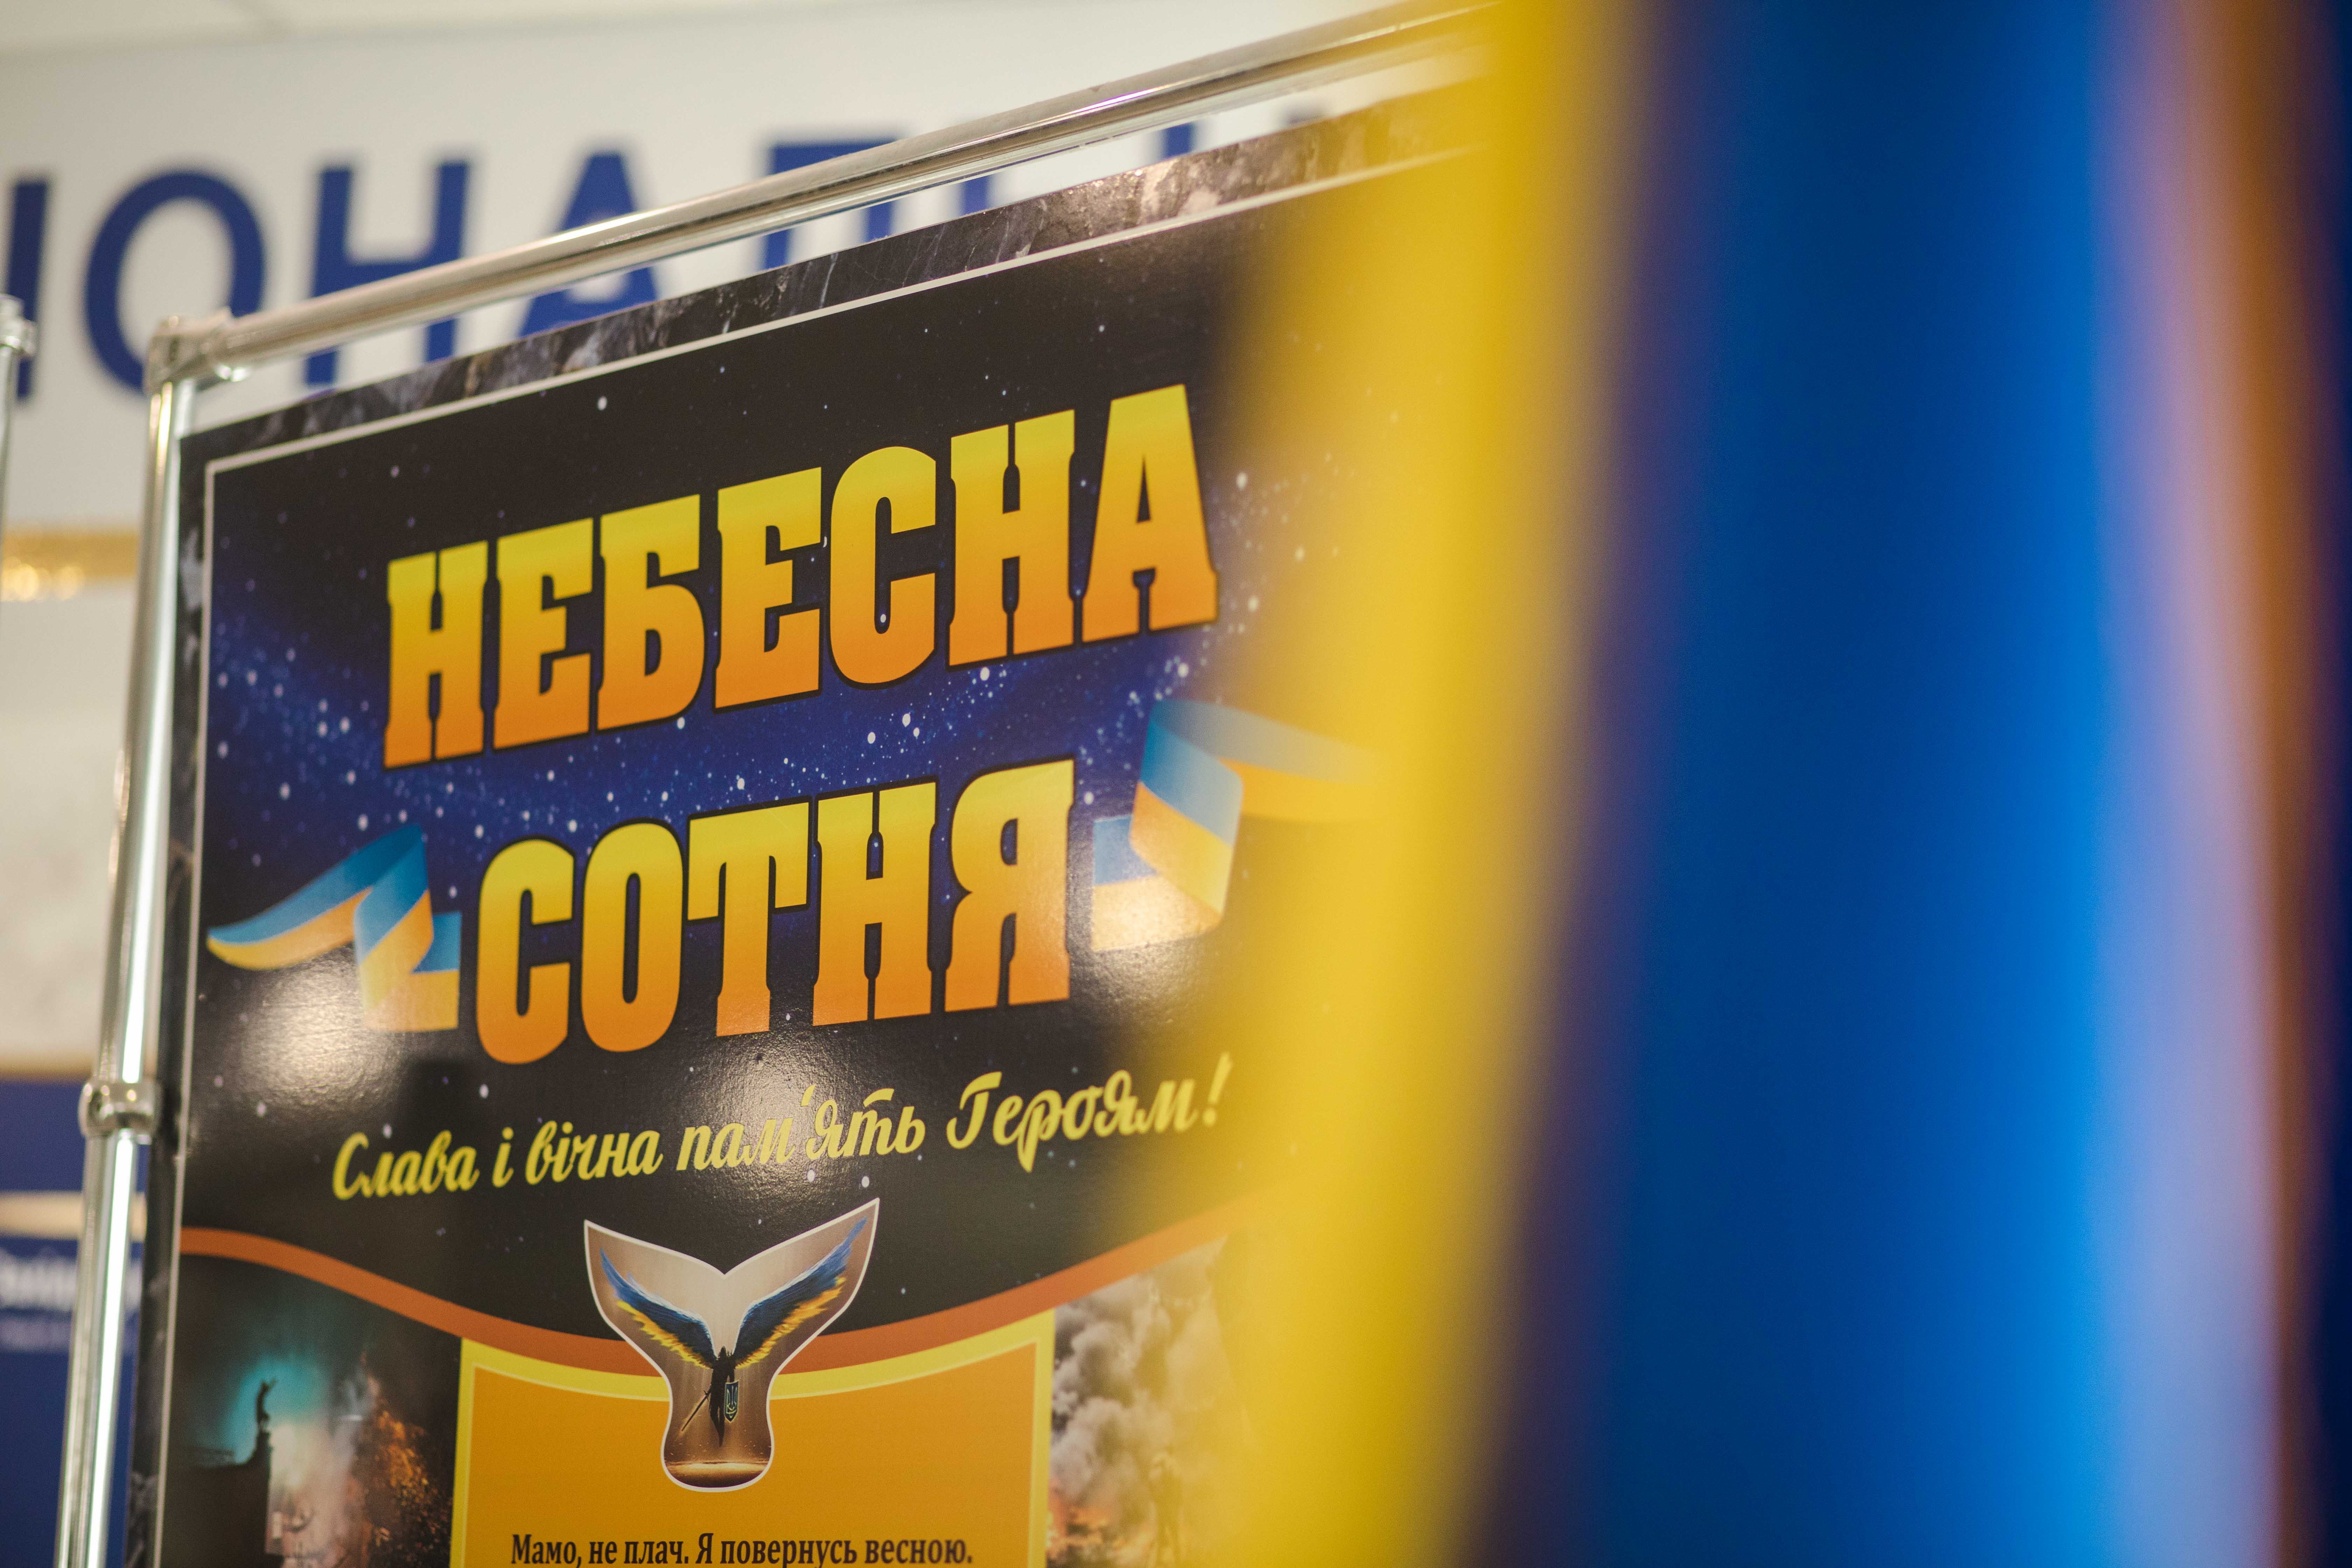 НЕБЕСНА
СОТНЯ
Слава і вічна пам'ять Героям!
Мамо, не плач. Я повернусь весною.